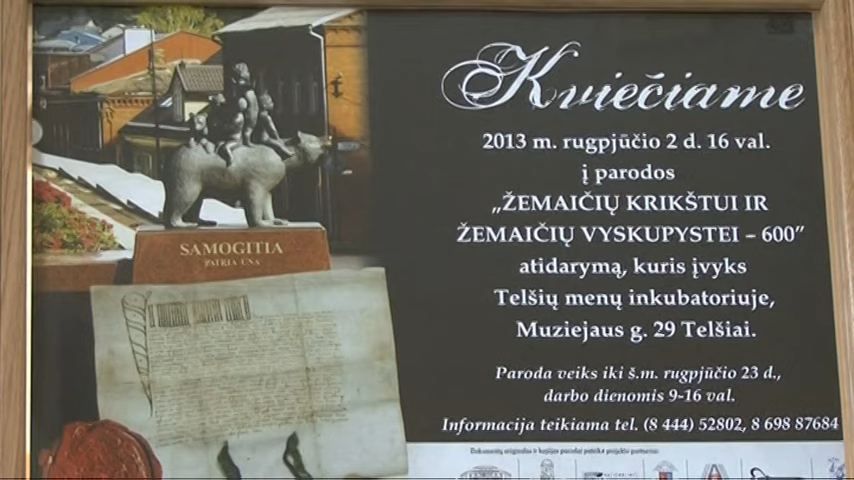 Kviečiame
2013 m. rugpjūčio 2 d. 16 val.
į parodos
„ŽEMAIČIŲ KRIKŠTUI IR
ŽEMAIČIŲ VYSKUPYSTEI – 600”
atidarymą, kuris įvyks
Telšių menų inkubatoriuje,
Muziejaus g. 29 Telšiai.
Paroda veiks iki š.m. rugpjūčio 23 d.,
darbo dienomis 9-16 val.
Informacija teikiama tel. (8 444) 52802, 8 698 87684
SAMOGITIA
PATRIA UNA